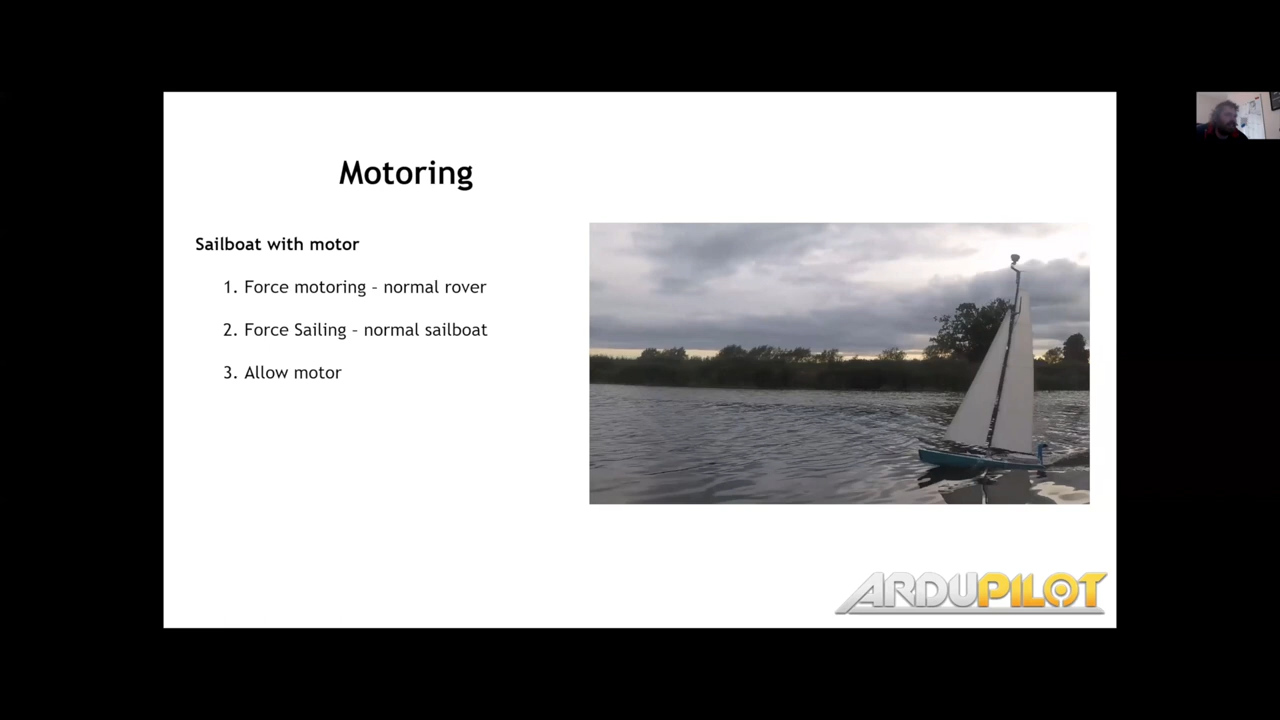 Motoring
Sailboat with motor
1. Force motoring – normal rover
2. Force Sailing – normal sailboat
3. Allow motor
ARDUPILOT